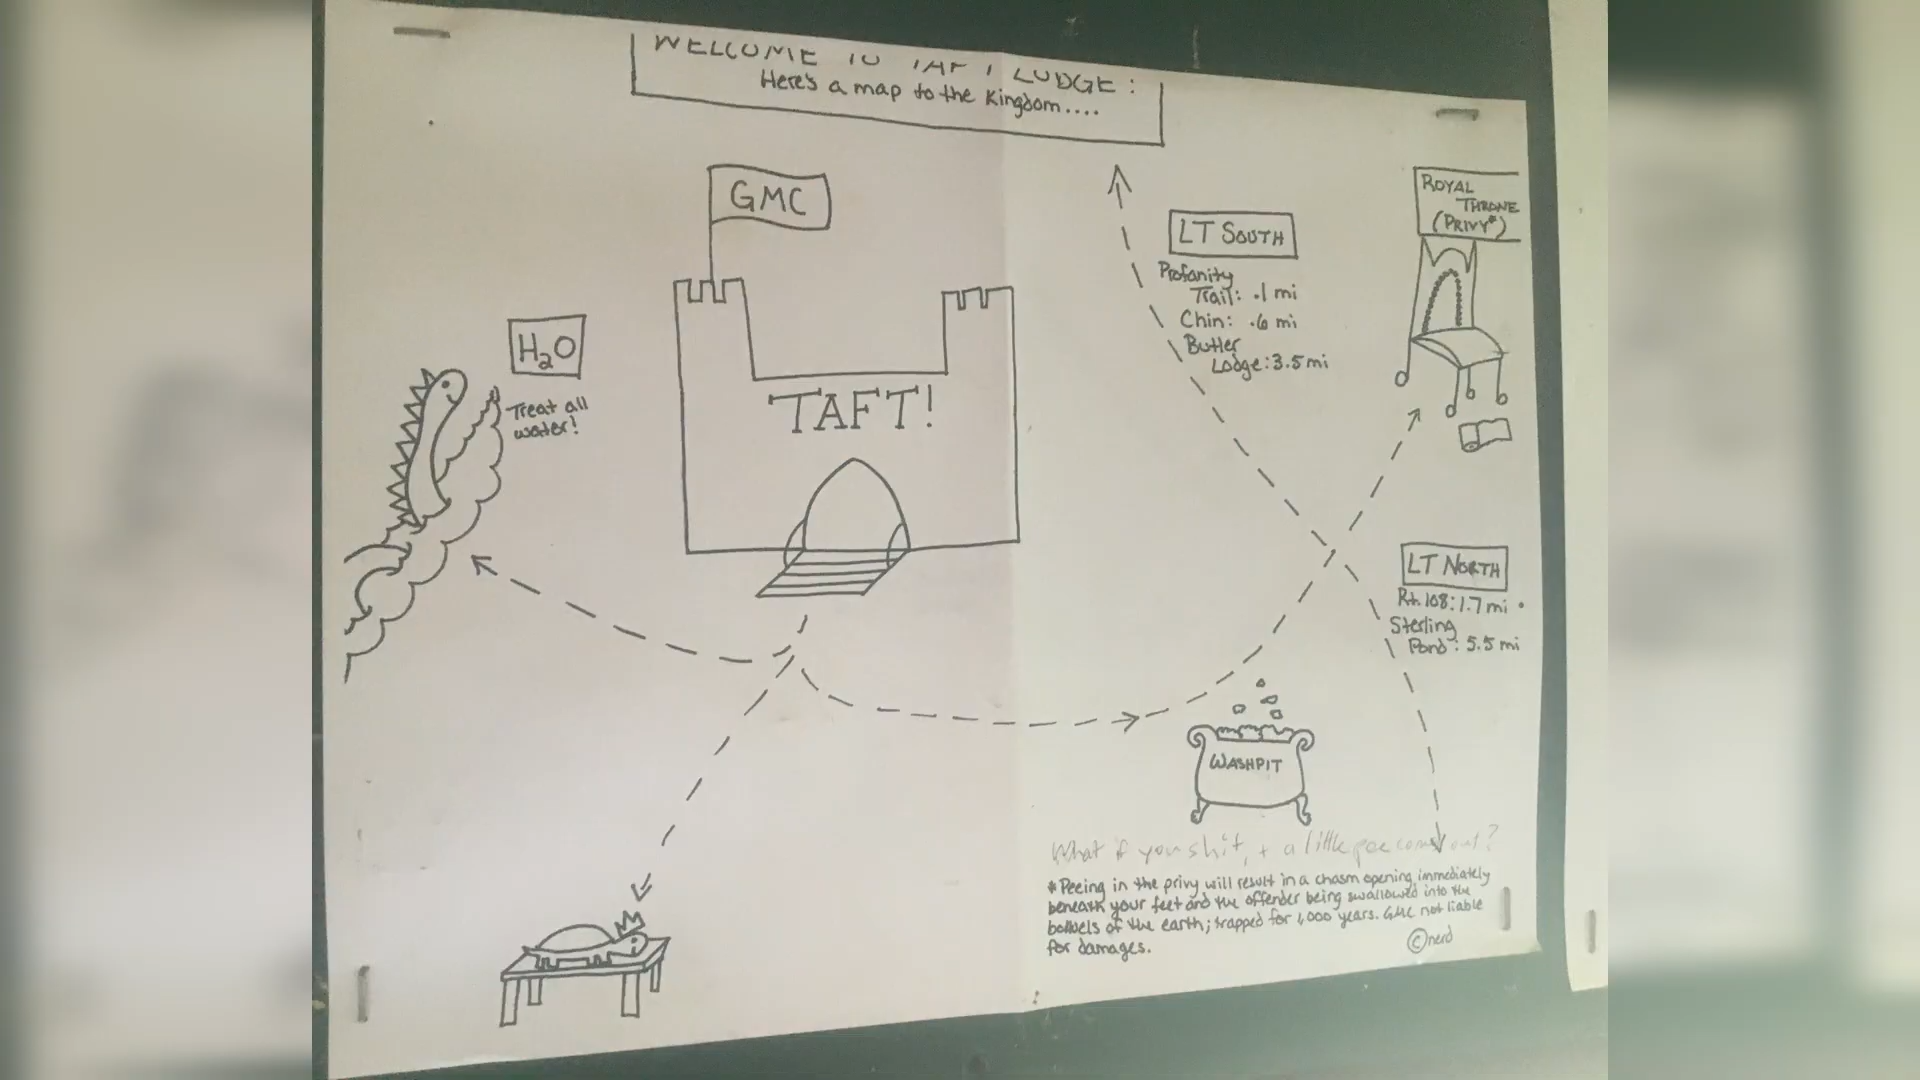 WELCOME TO TAFT LODGE:
Here's a map to the Kingdom....
GMC
LT SOUTH
Profanity
Trail: .1 mi
Chin: .6 mi
Butler
Lodge: 3.5 mi
ROYAL
THRONE
(PRIVY*)
H2O
Treat all
water!
TAFT!
LT NORTH
Rt. 108: 1.7 mi
Sterling
Pond: 5.5 mi
WASHPIT
What if you shit, + a little pee comes out?
*Peeing in the privy will result in a chasm opening immediately
beneath your feet and the offender being swallowed into the
bowels of the earth; trapped for 1,000 years. GMC not liable
for damages.
©nerd